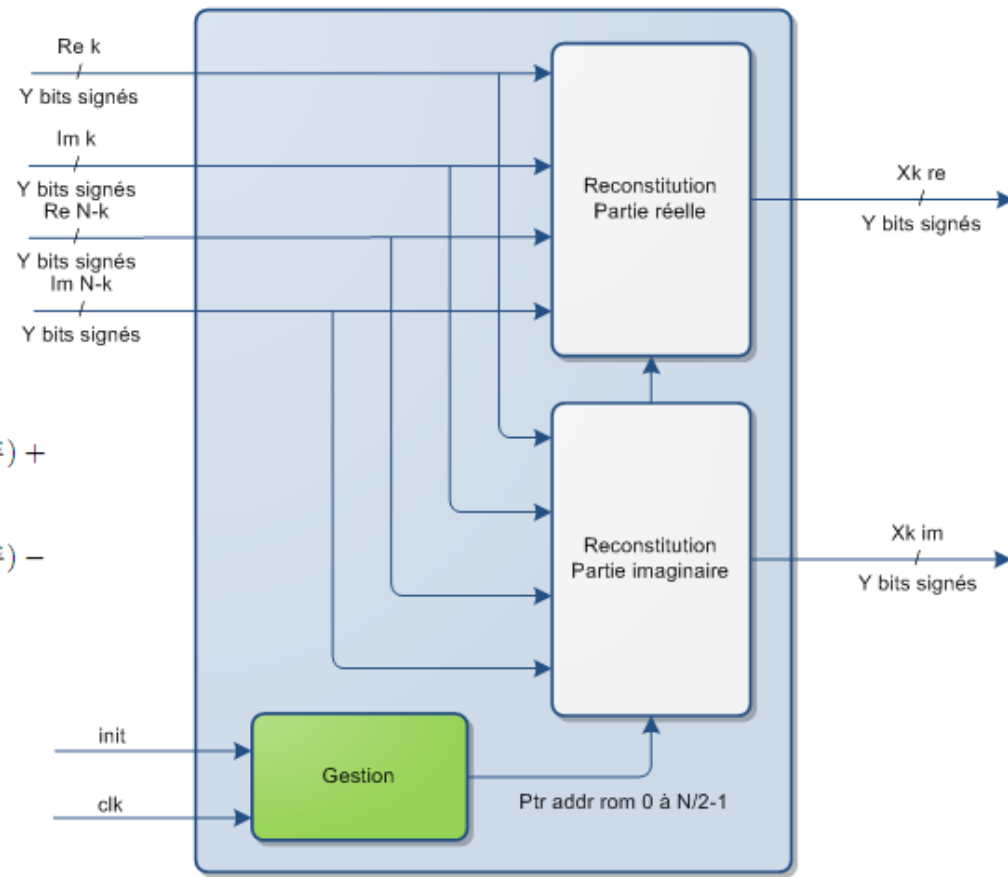 Re k
Y bits signés
Im k
Y bits signés
Re N-k
Y bits signés
Im N-k
Y bits signés
Reconstitution
Partie réelle
Xk re
Y bits signés
) +
) −
Reconstitution
Partie imaginaire
Xk im
Y bits signés
init
clk
Gestion
Ptr addr rom 0 à N/2-1